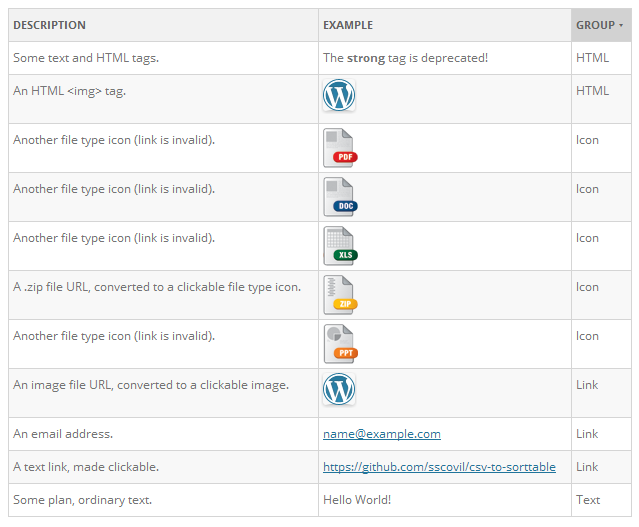 DESCRIPTION EXAMPLE GROUP
Some text and HTML tags. The strong tag is deprecated! HTML
An HTML <img> tag. W HTML
Another file type icon (link is invalid). PDF Icon
Another file type icon (link is invalid). DOC Icon
Another file type icon (link is invalid). XLS Icon
A .zip file URL, converted to a clickable file type icon. ZIP Icon
Another file type icon (link is invalid). PPT Icon
An image file URL, converted to a clickable image. W Link
An email address. name@example.com Link
A text link, made clickable. https://github.com/sscovil/csv-to-sorttable Link
Some plan, ordinary text. Hello World! Text